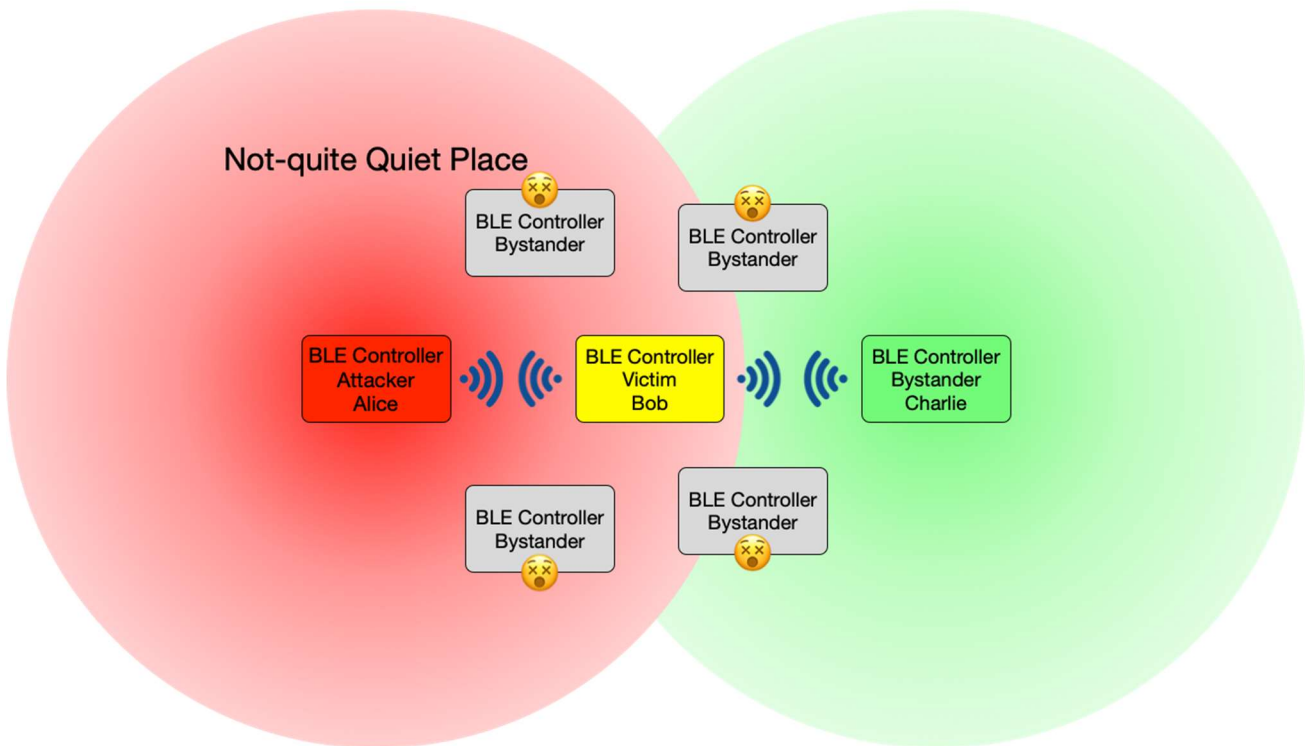 Not-quite Quiet Place
BLE Controller
Bystander
BLE Controller
Bystander
BLE Controller
Attacker
Alice
BLE Controller
Victim
Bob
BLE Controller
Bystander
Charlie
BLE Controller
Bystander
BLE Controller
Bystander